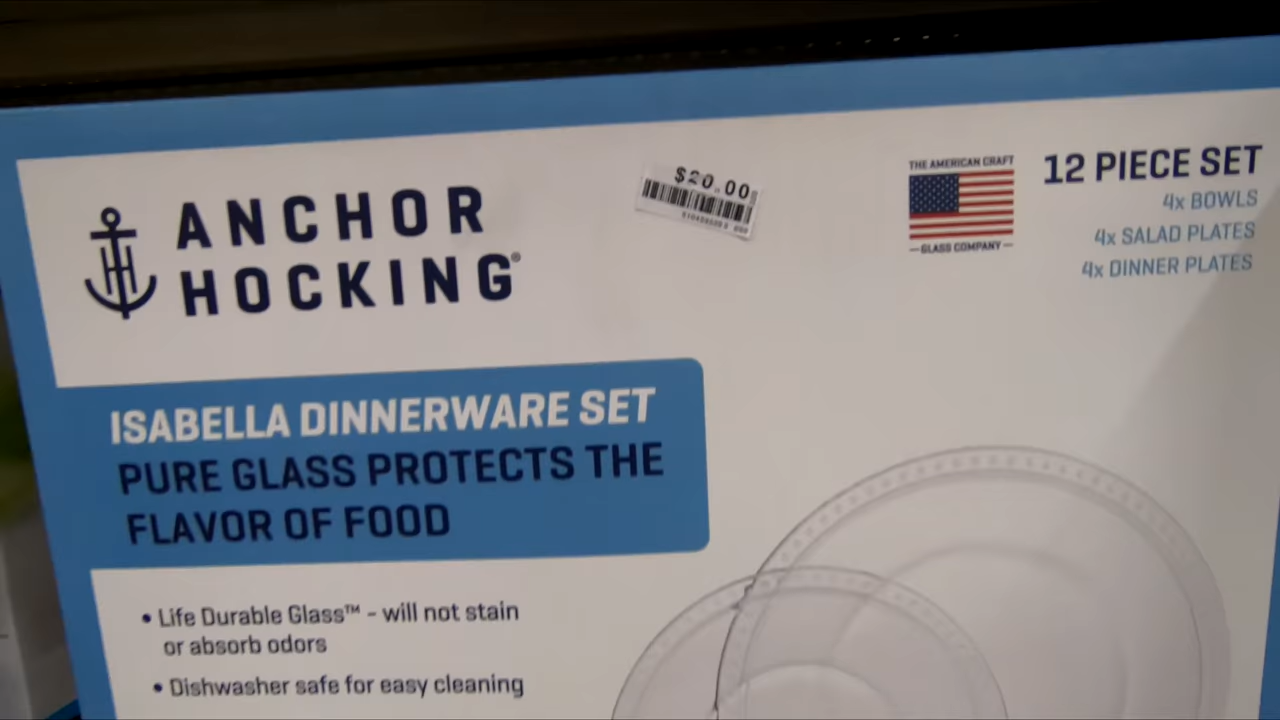 ANCHOR
HOCKING®
$20.00
THE AMERICAN CRAFT
GLASS COMPANY
12 PIECE SET
4x BOWLS
4x SALAD PLATES
4x DINNER PLATES
ISABELLA DINNERWARE SET
PURE GLASS PROTECTS THE
FLAVOR OF FOOD
• Life Durable Glass™ - will not stain
or absorb odors
• Dishwasher safe for easy cleaning